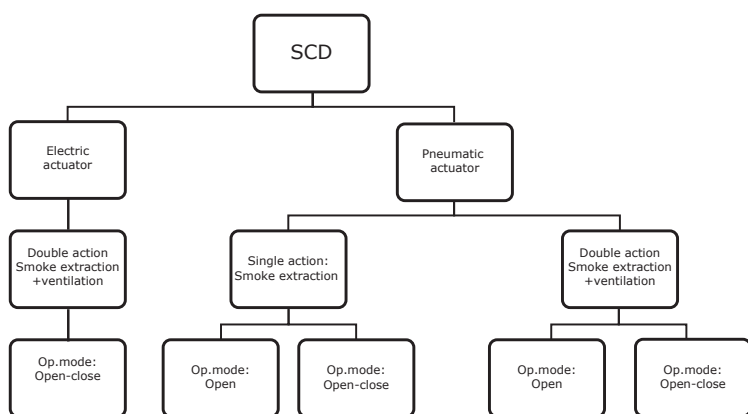 SCD
Electric
actuator
Pneumatic
actuator
Double action
Smoke extraction
+ventilation
Single action:
Smoke extraction
Double action
Smoke extraction
+ventilation
Op.mode:
Open-close
Op.mode:
Open
Op.mode:
Open-close
Op.mode:
Open
Op.mode:
Open-close